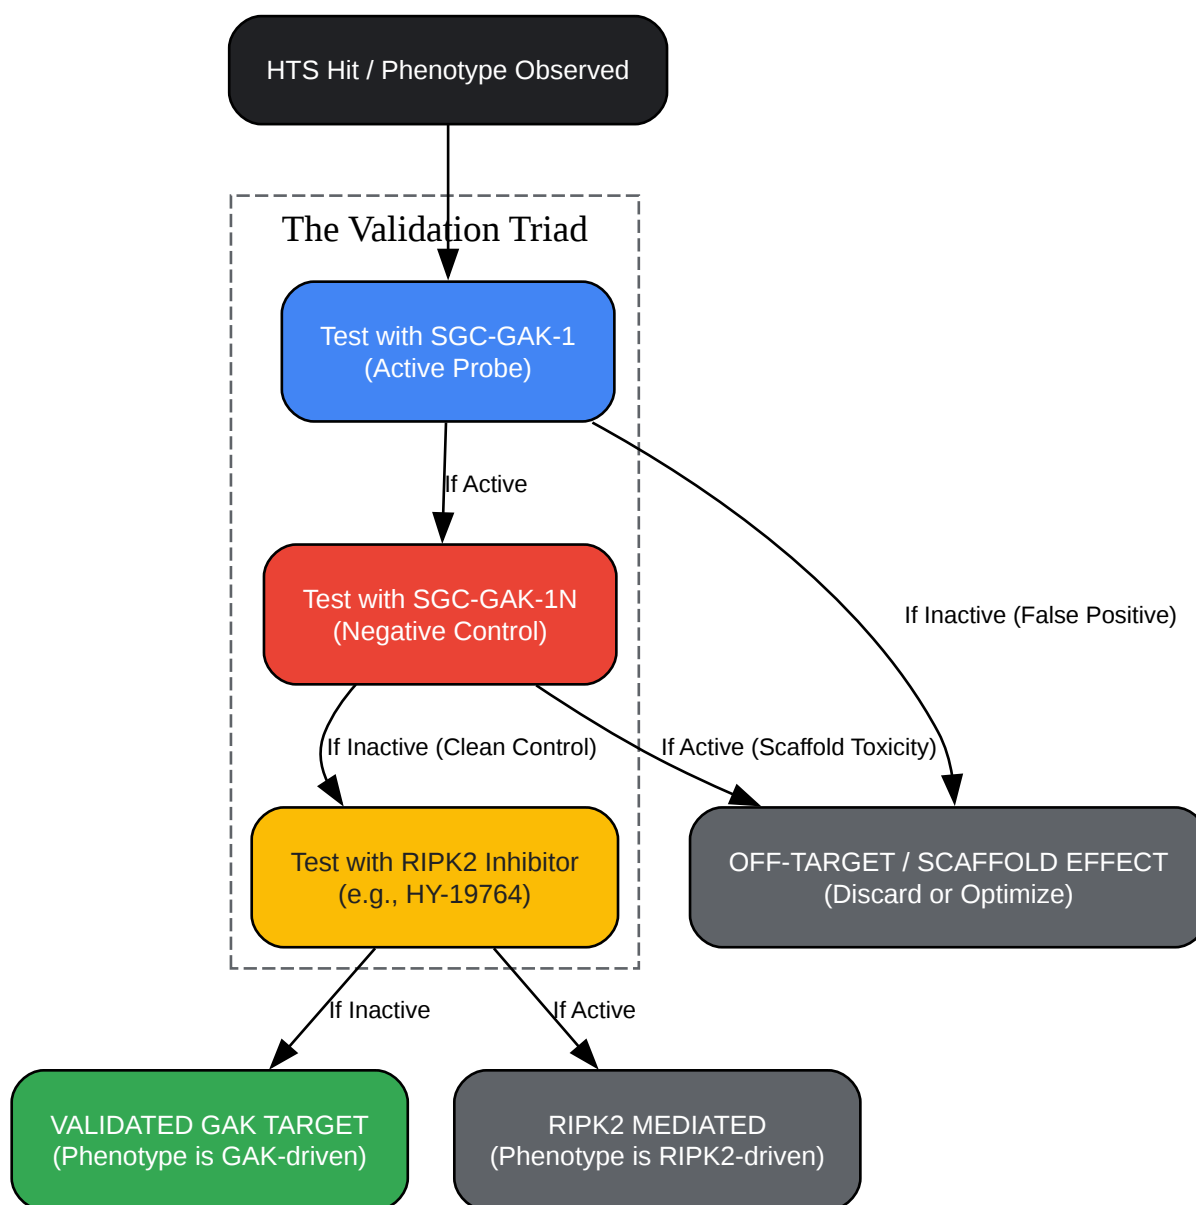 HTS Hit / Phenotype Observed
The Validation Triad
Test with SGC-GAK-1
(Active Probe)
If Active
Test with SGC-GAK-1N
(Negative Control)
If Inactive (False Positive)
If Inactive (Clean Control)
If Active (Scaffold Toxicity)
Test with RIPK2 Inhibitor
(e.g., HY-19764)
OFF-TARGET / SCAFFOLD EFFECT
(Discard or Optimize)
If Inactive
If Active
VALIDATED GAK TARGET
(Phenotype is GAK-driven)
RIPK2 MEDIATED
(Phenotype is RIPK2-driven)